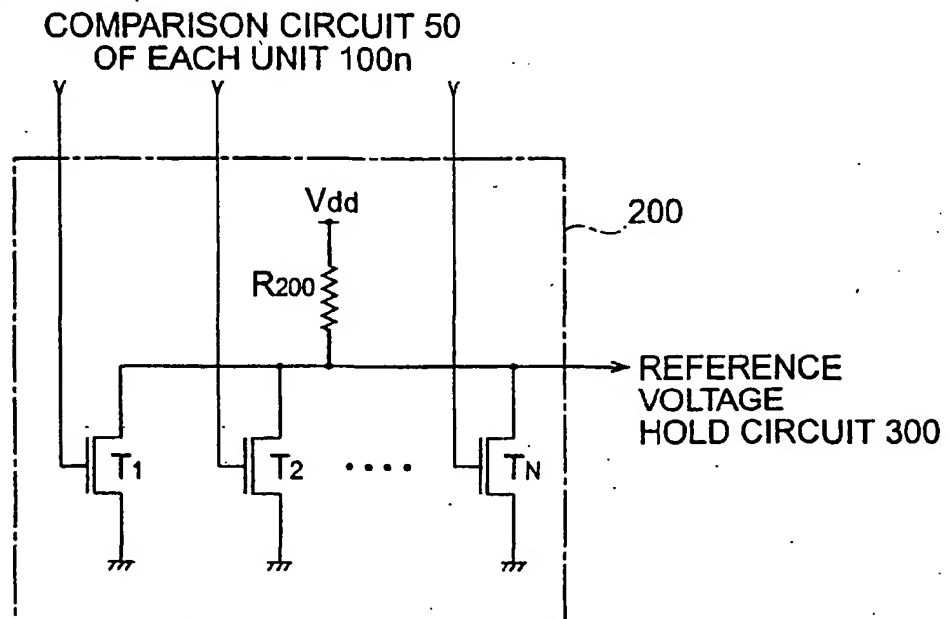 COMPARISON CIRCUIT 50
OF EACH UNIT 100n
Vdd
200
R200
REFERENCE
VOLTAGE
HOLD CIRCUIT 300
T1
T2
TN